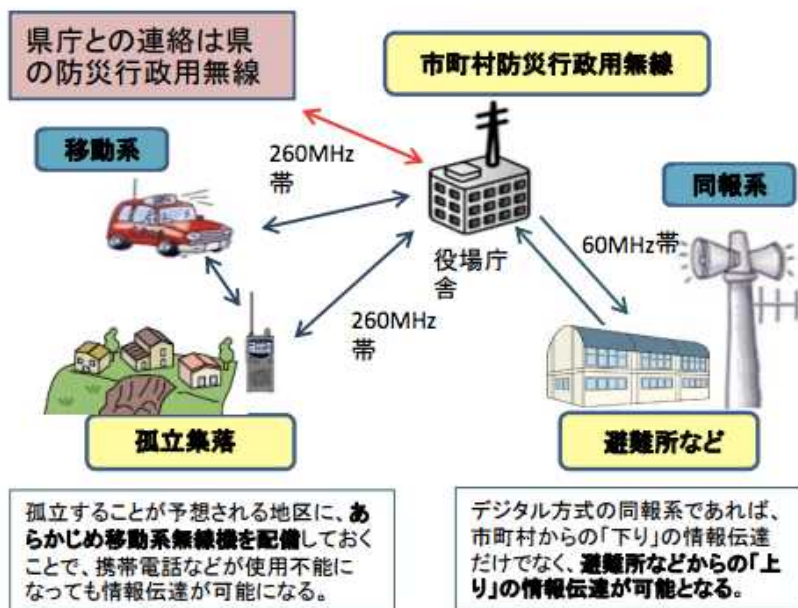 県庁との連絡は県
の防災行政用無線
市町村防災行政用無線
移動系
260MHz
帯
同報系
役場庁
舎
60MHz帯
260MHz
帯
孤立集落
避難所など
孤立することが予想される地区に、あ
らかじめ移動系無線機を配備しておく
ことで、携帯電話などが使用不能に
なっても情報伝達が可能になる。
デジタル方式の同報系であれば、
市町村からの「下り」の情報伝達
だけでなく、避難所などからの「上
り」の情報伝達が可能となる。